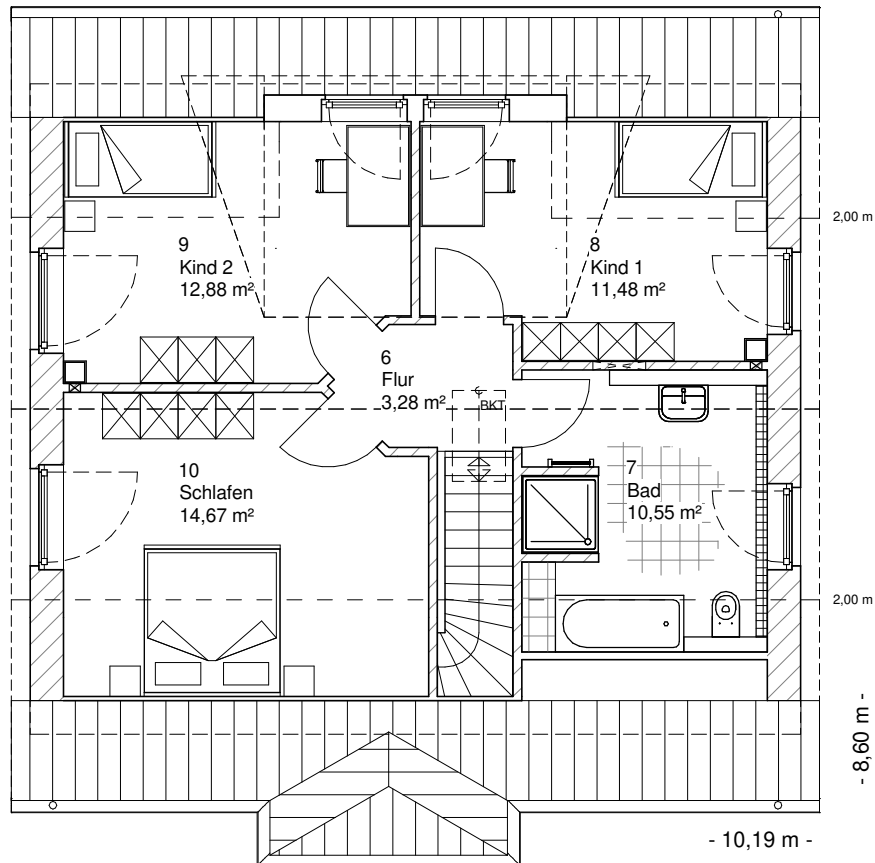 2,00 m
9
Kind 2
12,88 m²
8
Kind 1
11,48 m²
6
Flur
3,28 m²
BKT
10
Schlafen
14,67 m²
7
Bad
10,55 m²
2,00 m
- 8,60 m -
- 10,19 m -